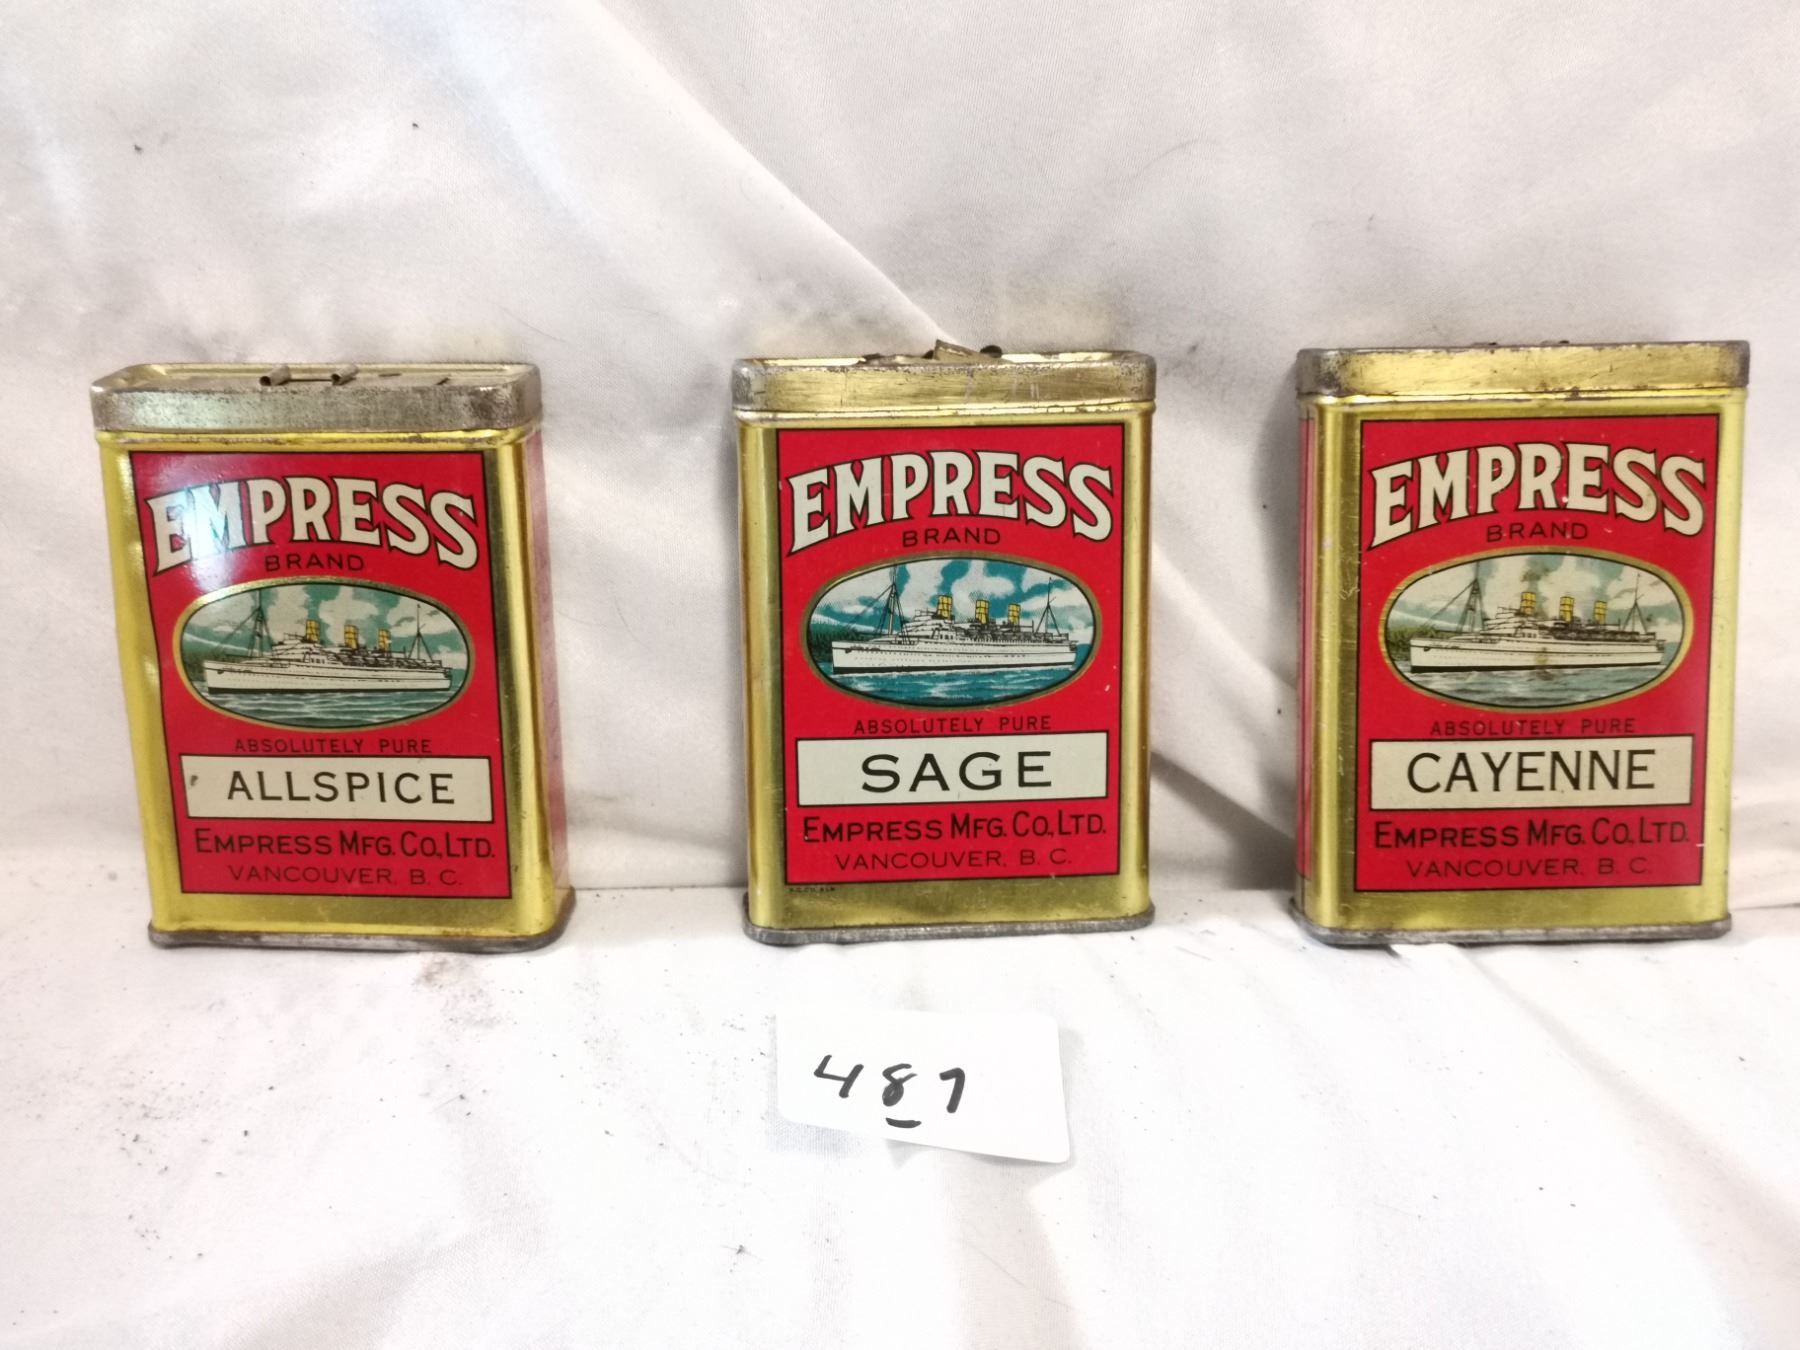 EMPRESS
BRAND
ABSOLUTELY PURE
ALLSPICE
EMPRESS MFG. CO., LTD.
VANCOUVER, B. C.
EMPRESS
BRAND
ABSOLUTELY PURE
SAGE
EMPRESS MFG. CO., LTD.
VANCOUVER, B. C.
EMPRESS
BRAND
ABSOLUTELY PURE
CAYENNE
EMPRESS MFG. CO., LTD.
VANCOUVER, B. C.
487